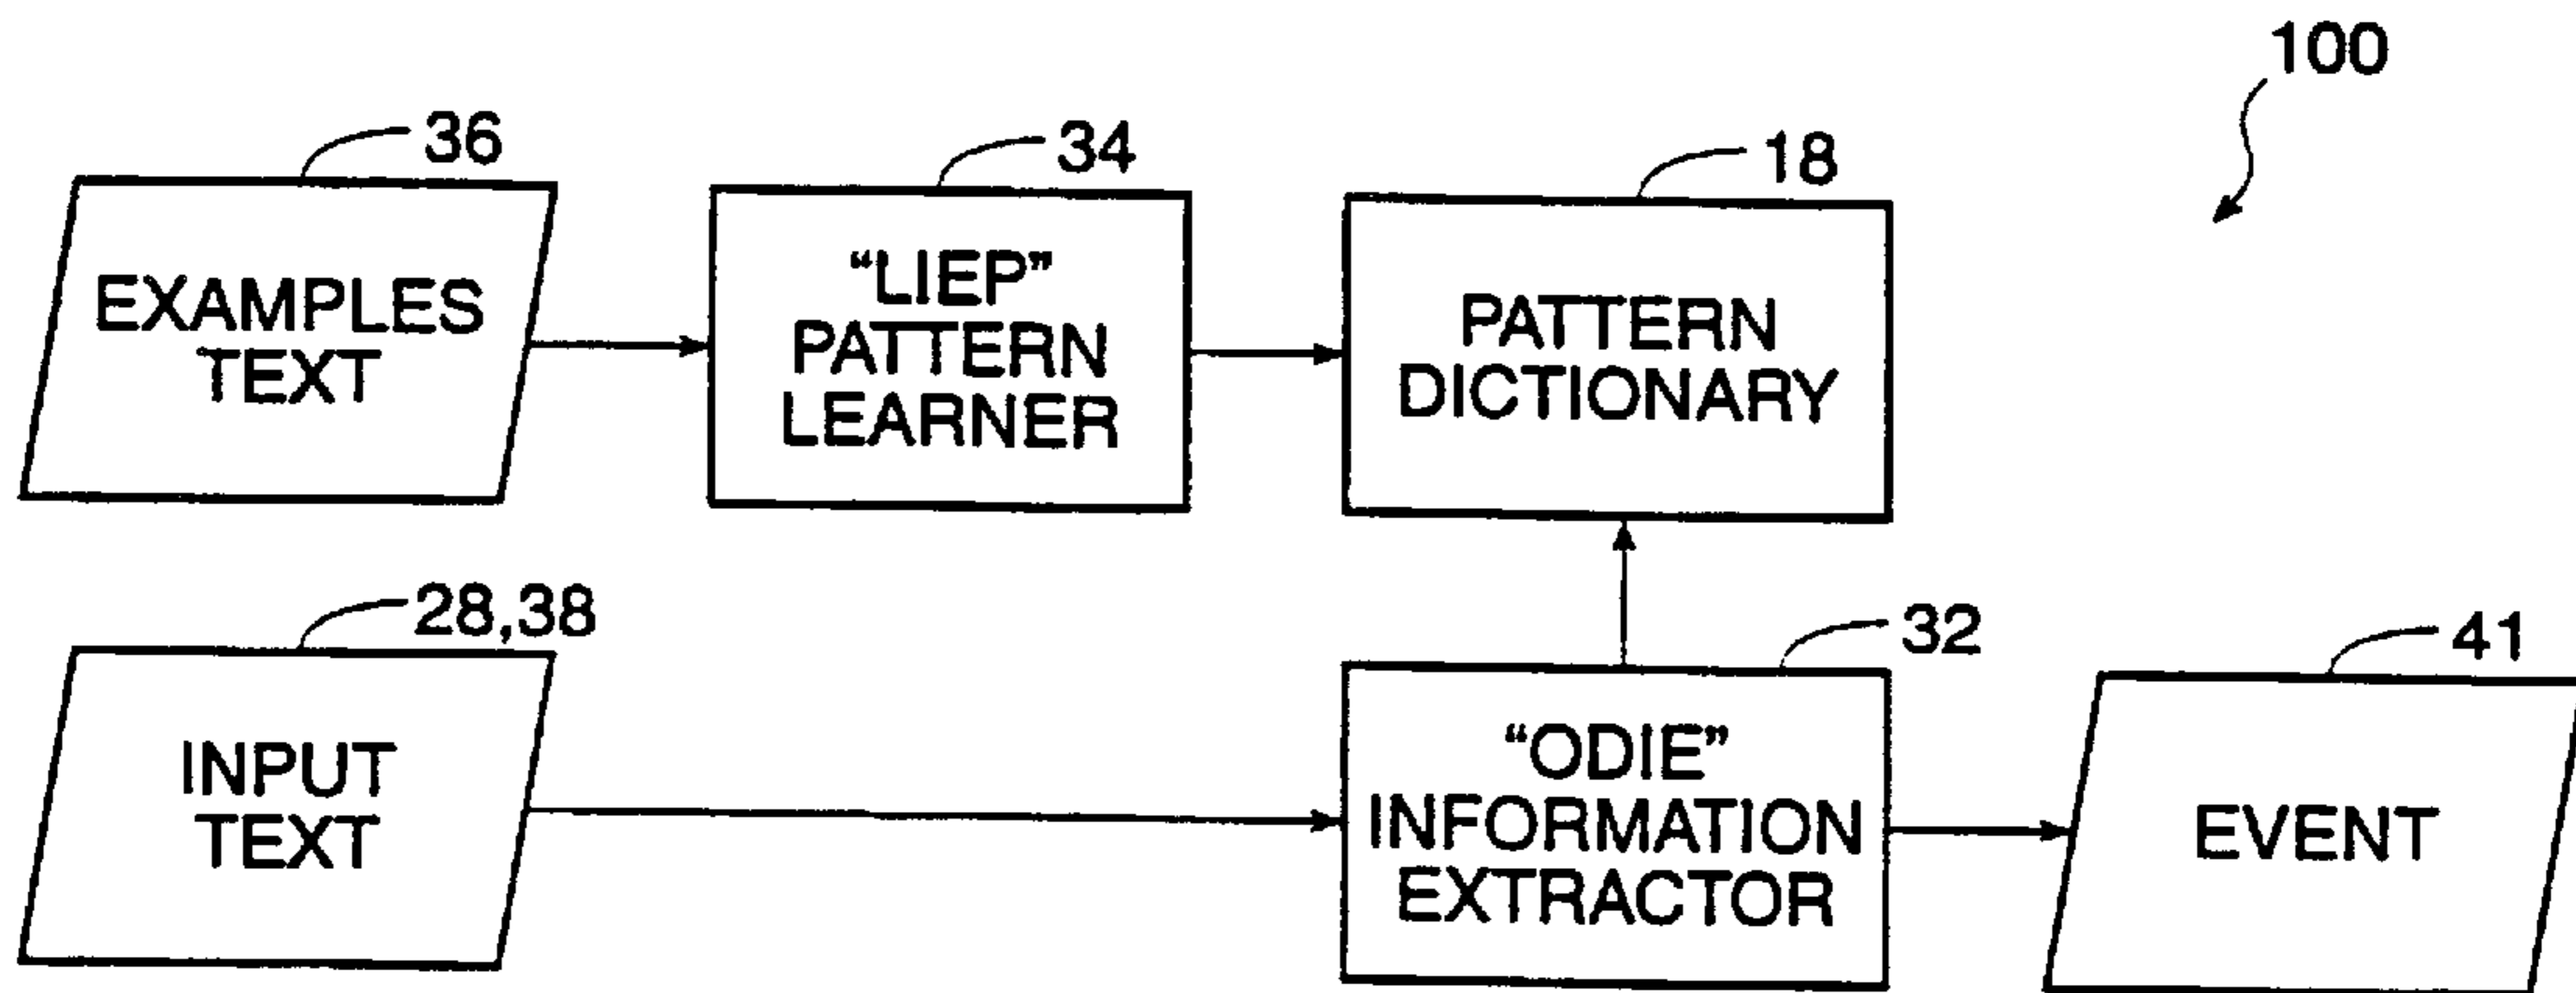 100
36
EXAMPLES
TEXT
34
“LIEP”
PATTERN
LEARNER
18
PATTERN
DICTIONARY
28,38
INPUT
TEXT
32
“ODIE”
INFORMATION
EXTRACTOR
41
EVENT